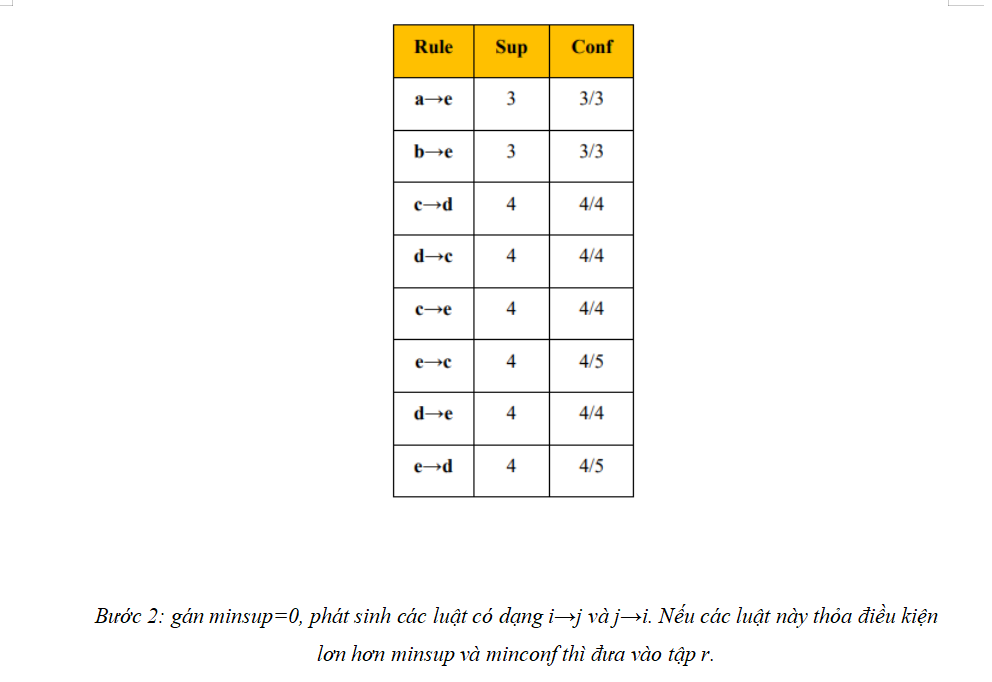 Rule Sup Conf
a→e 3 3/3
b→e 3 3/3
c→d 4 4/4
d→c 4 4/4
c→e 4 4/4
e→c 4 4/5
d→e 4 4/4
e→d 4 4/5
Bước 2: gán minsup=0, phát sinh các luật có dạng i→j và j→i. Nếu các luật này thỏa điều kiện
lơn hơn minsup và minconf thì đưa vào tập r.